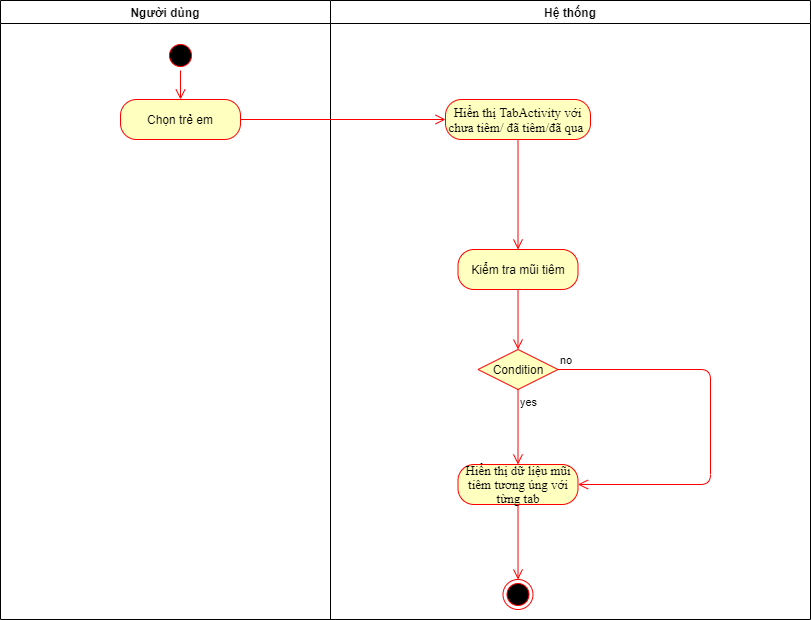 Người dùng
Hệ thống
Chọn trẻ em
Hiển thị TabActivity với
chưa tiêm/ đã tiêm/đã qua
Kiểm tra mũi tiêm
Condition
no
yes
Hiển thị dữ liệu mũi
tiêm tương úng với
từng tab